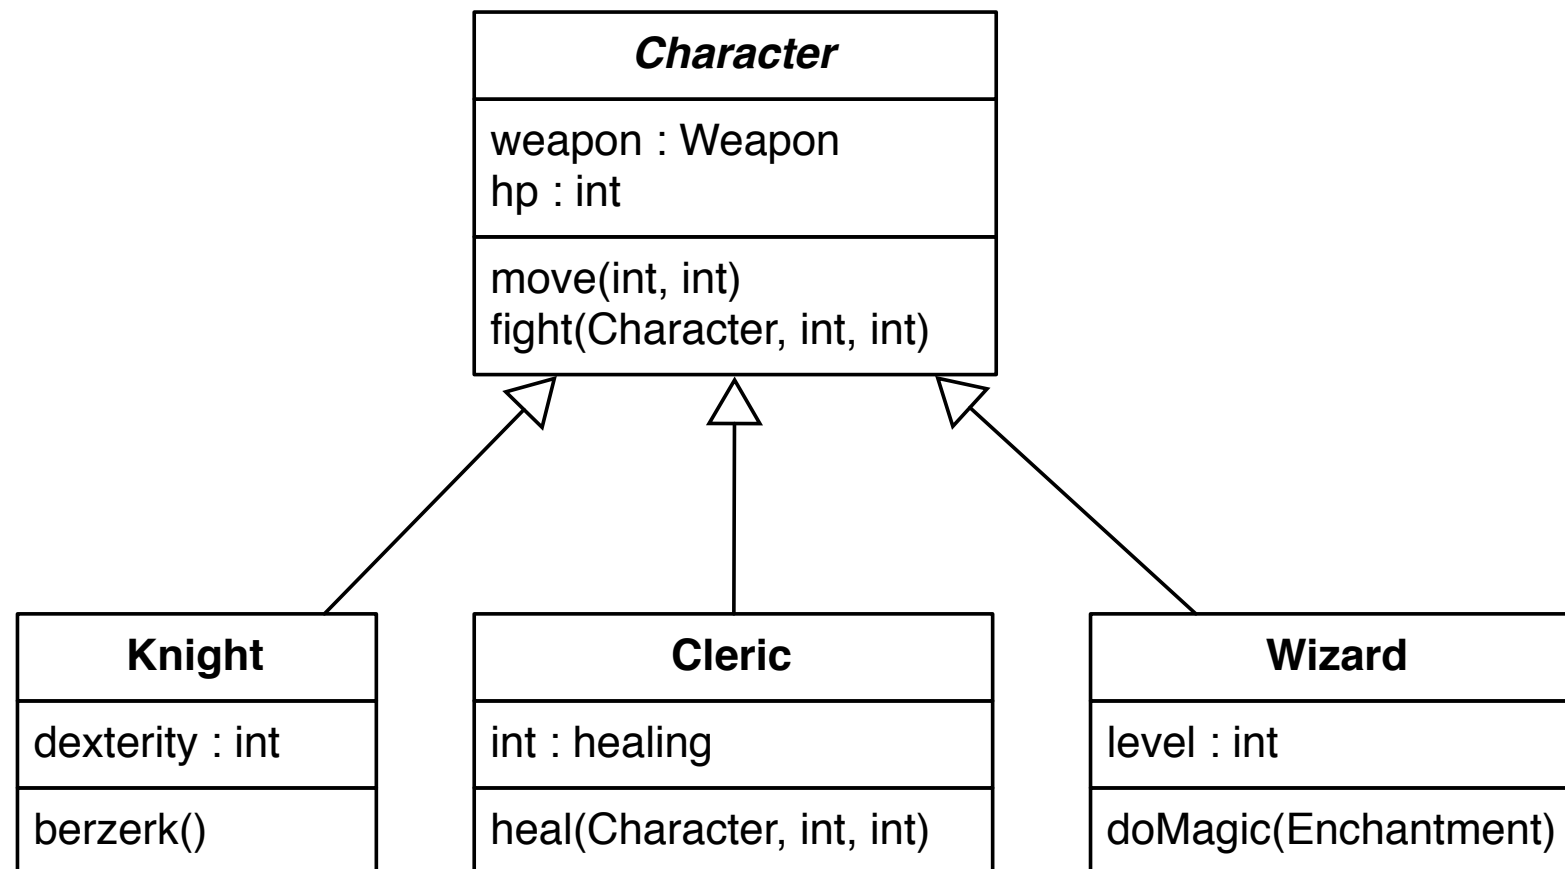 Character
weapon : Weapon
hp : int
move(int, int)
fight(Character, int, int)
Knight
dexterity : int
berzerk()
Cleric
int : healing
heal(Character, int, int)
Wizard
level : int
doMagic(Enchantment)